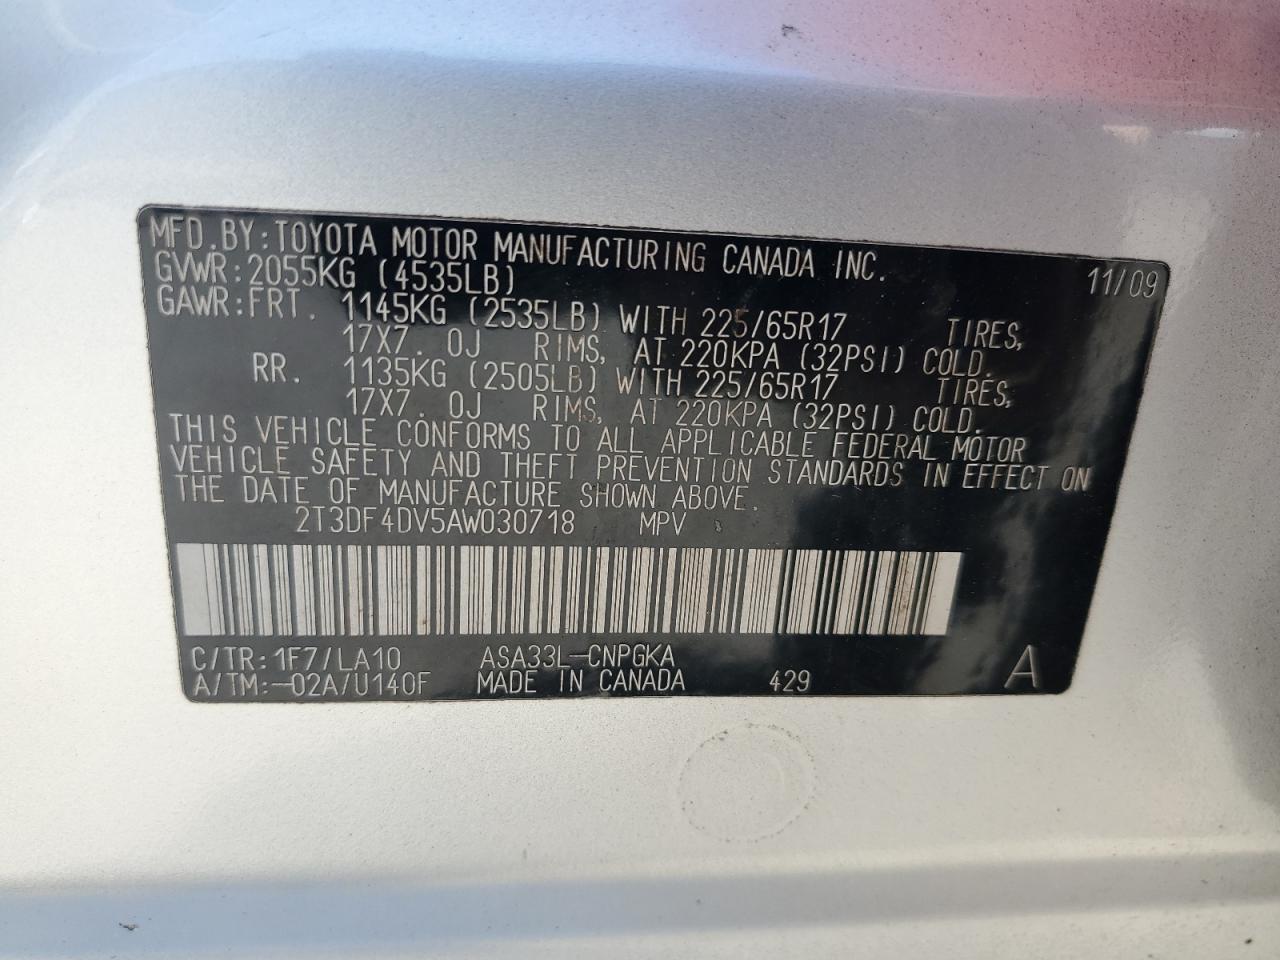 MFD.BY:TOYOTA MOTOR MANUFACTURING CANADA INC.
GVWR:2055KG (4535LB) 11/09
GAWR:FRT. 1145KG (2535LB) WITH 225/65R17 TIRES,
17X7.0J RIMS, AT 220KPA (32PSI) COLD.
RR. 1135KG (2505LB) WITH 225/65R17 TIRES,
17X7.0J RIMS, AT 220KPA (32PSI) COLD.
THIS VEHICLE CONFORMS TO ALL APPLICABLE FEDERAL MOTOR
VEHICLE SAFETY AND THEFT PREVENTION STANDARDS IN EFFECT ON
THE DATE OF MANUFACTURE SHOWN ABOVE.
2T3DF4DV5AW030718 MPV
C/TR:1F7/LA10 ASA33L-CNPGKA A
A/TM:-02A/U140F MADE IN CANADA 429